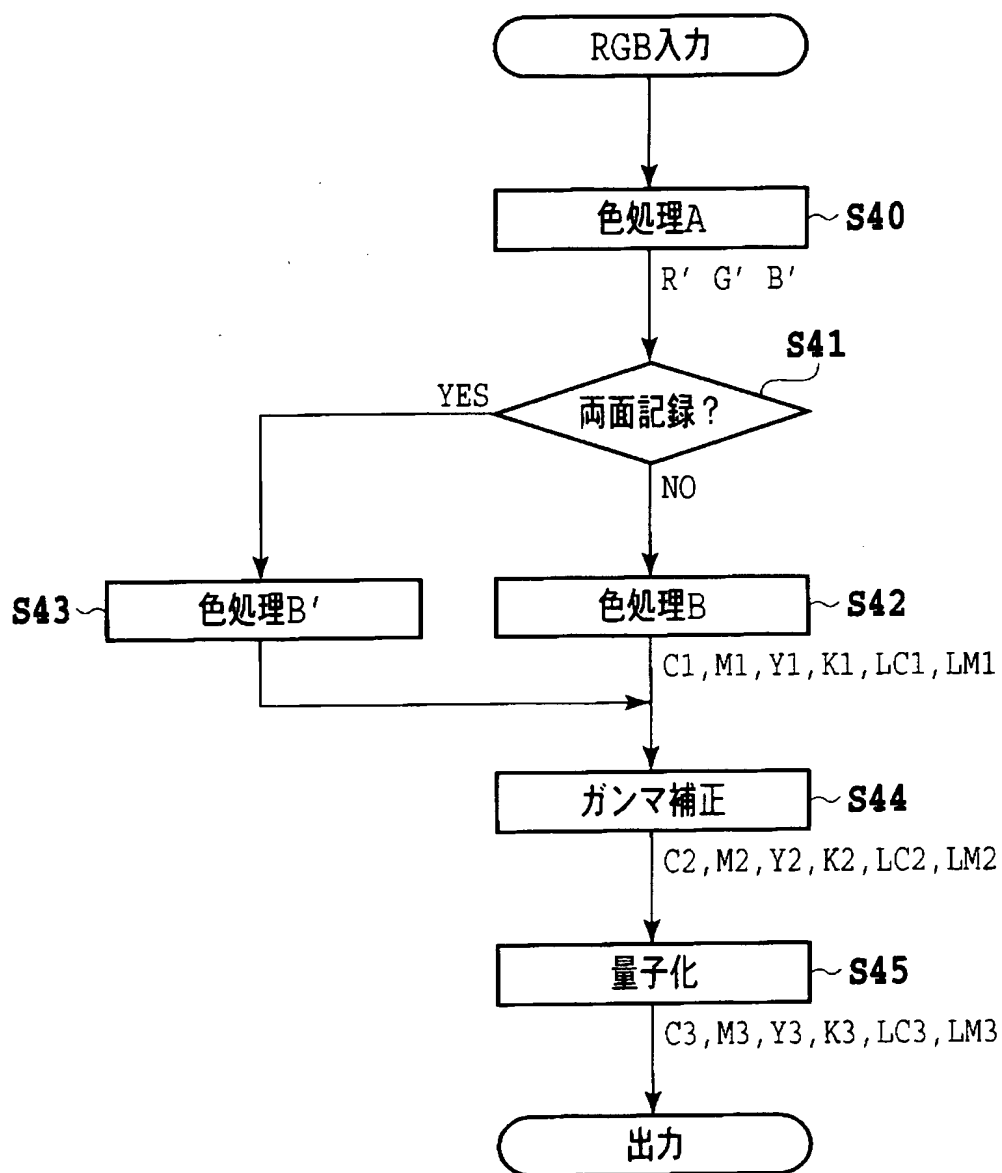 RGB入力
色処理A
S40
R′ G′ B′
S41
YES
両面記録?
NO
S43
色処理B′
色処理B
S42
C1,M1,Y1,K1,LC1,LM1
ガンマ補正
S44
C2,M2,Y2,K2,LC2,LM2
量子化
S45
C3,M3,Y3,K3,LC3,LM3
出力